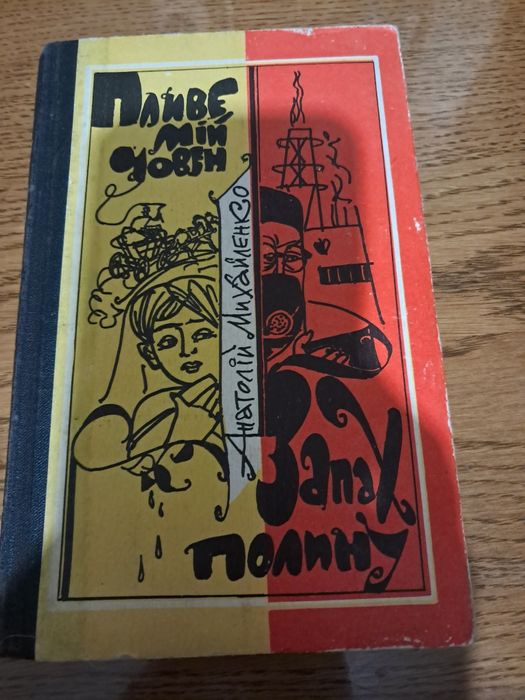 Пливе
мій
човен
Анатолій Михайленко
Запах
полину